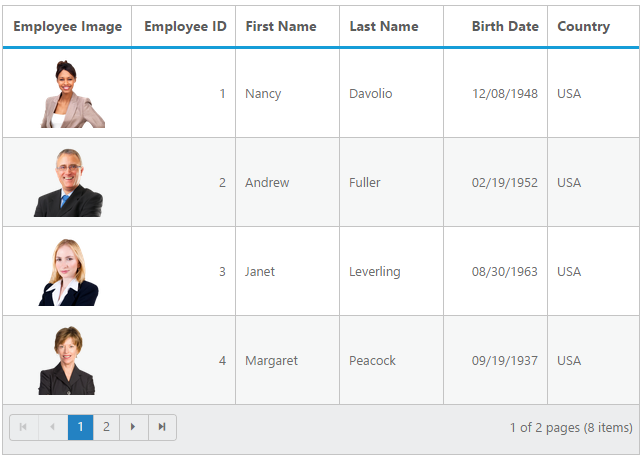 Employee Image Employee ID First Name Last Name Birth Date Country
1 Nancy Davolio 12/08/1948 USA
2 Andrew Fuller 02/19/1952 USA
3 Janet Leverling 08/30/1963 USA
4 Margaret Peacock 09/19/1937 USA
1 2 1 of 2 pages (8 items)